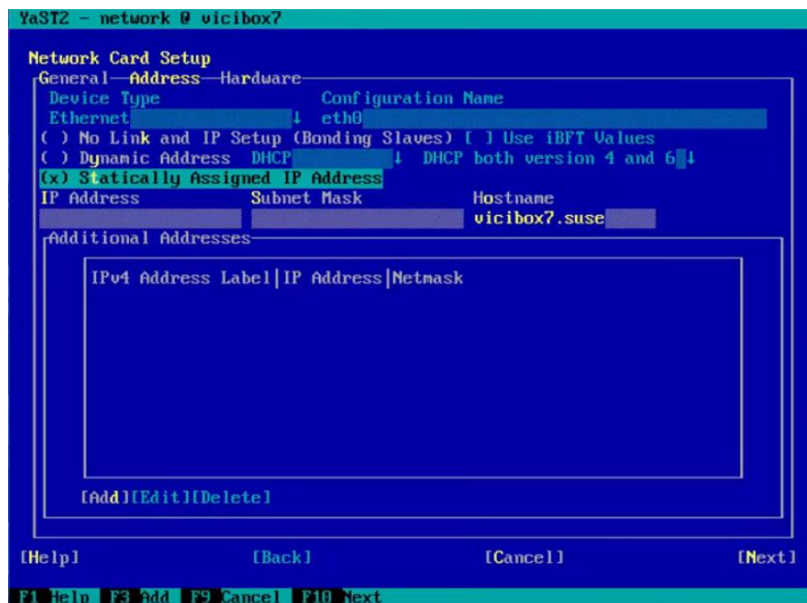 YaST2 - network @ vicibox7
Network Card Setup
General Address Hardware
Device Type Configuration Name
Ethernet ↓ eth0
( ) No Link and IP Setup (Bonding Slaves) [ ] Use iBFT Values
( ) Dynamic Address DHCP ↓ DHCP both version 4 and 6 ↓
(x) Statically Assigned IP Address
IP Address Subnet Mask Hostname
vicibox7.suse
Additional Addresses
IPv4 Address Label|IP Address|Netmask
[Add][Edit][Delete]
[Help] [Back] [Cancel] [Next]
F1 Help F3 Add F9 Cancel F10 Next